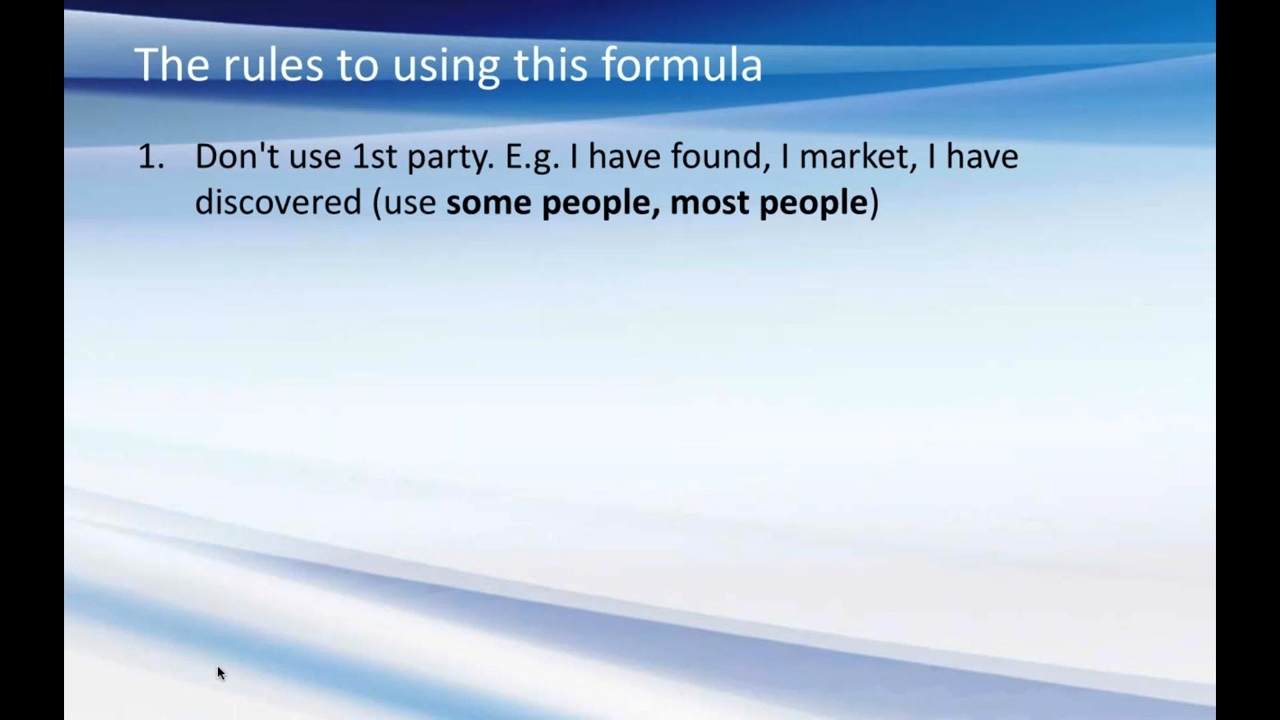 The rules to using this formula
1. Don't use 1st party. E.g. I have found, I market, I have
discovered (use some people, most people)